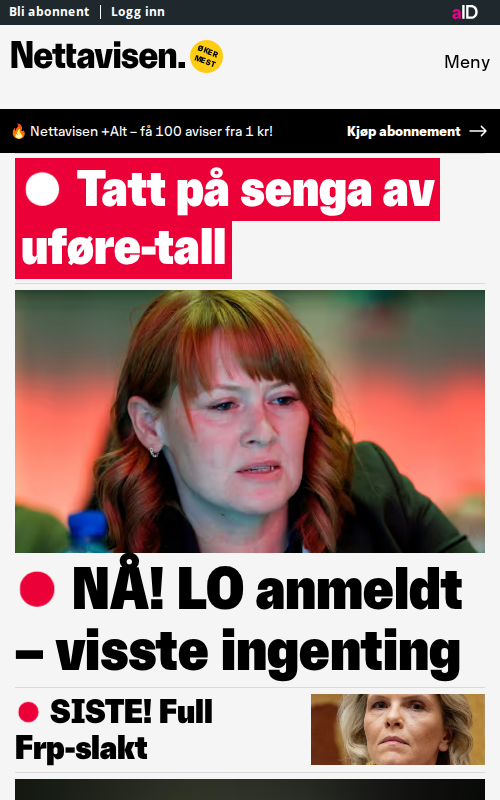 Bli abonnent | Logg inn
aID
Nettavisen.
ØKER
MEST
Meny
🔥 Nettavisen +Alt – få 100 aviser fra 1 kr!
Kjøp abonnement →
Tatt på senga av
uføre-tall
NÅ! LO anmeldt
– visste ingenting
SISTE! Full
Frp-slakt